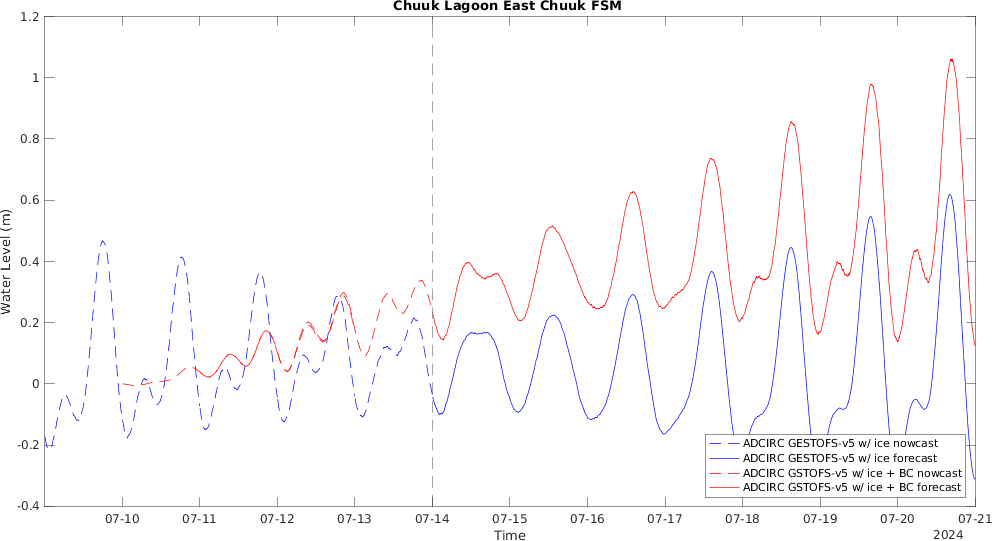 Chuuk Lagoon East Chuuk FSM
1.2
1
0.8
0.6
0.4
0.2
0
-0.2
-0.4
Water Level (m)
07-10 07-11 07-12 07-13 07-14 07-15 07-16 07-17 07-18 07-19 07-20 07-21
Time
2024
ADCIRC GESTOFS-v5 w/ ice nowcast
ADCIRC GESTOFS-v5 w/ ice forecast
ADCIRC GSTOFS-v5 w/ ice + BC nowcast
ADCIRC GSTOFS-v5 w/ ice + BC forecast